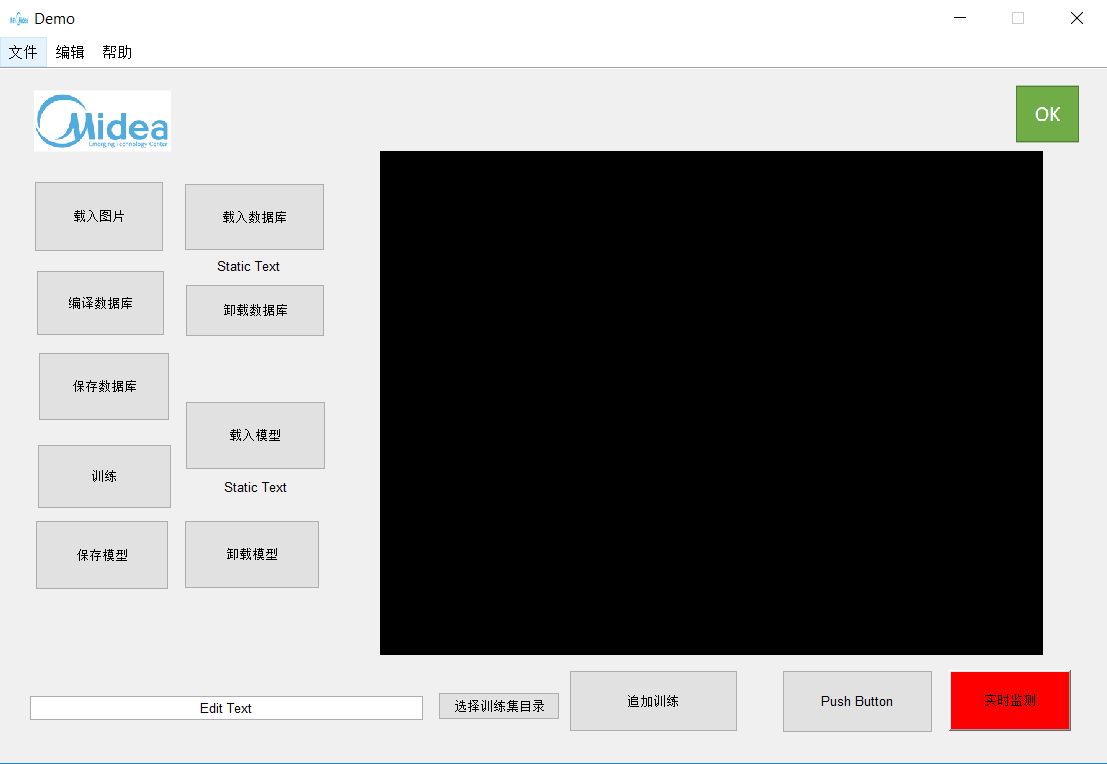 Demo
文件 编辑 帮助
Midea
Emerging Technology Center
OK
载入图片
载入数据库
Static Text
编译数据库
卸载数据库
保存数据库
载入模型
训练
Static Text
保存模型
卸载模型
Edit Text
选择训练集目录
追加训练
Push Button
实时监测